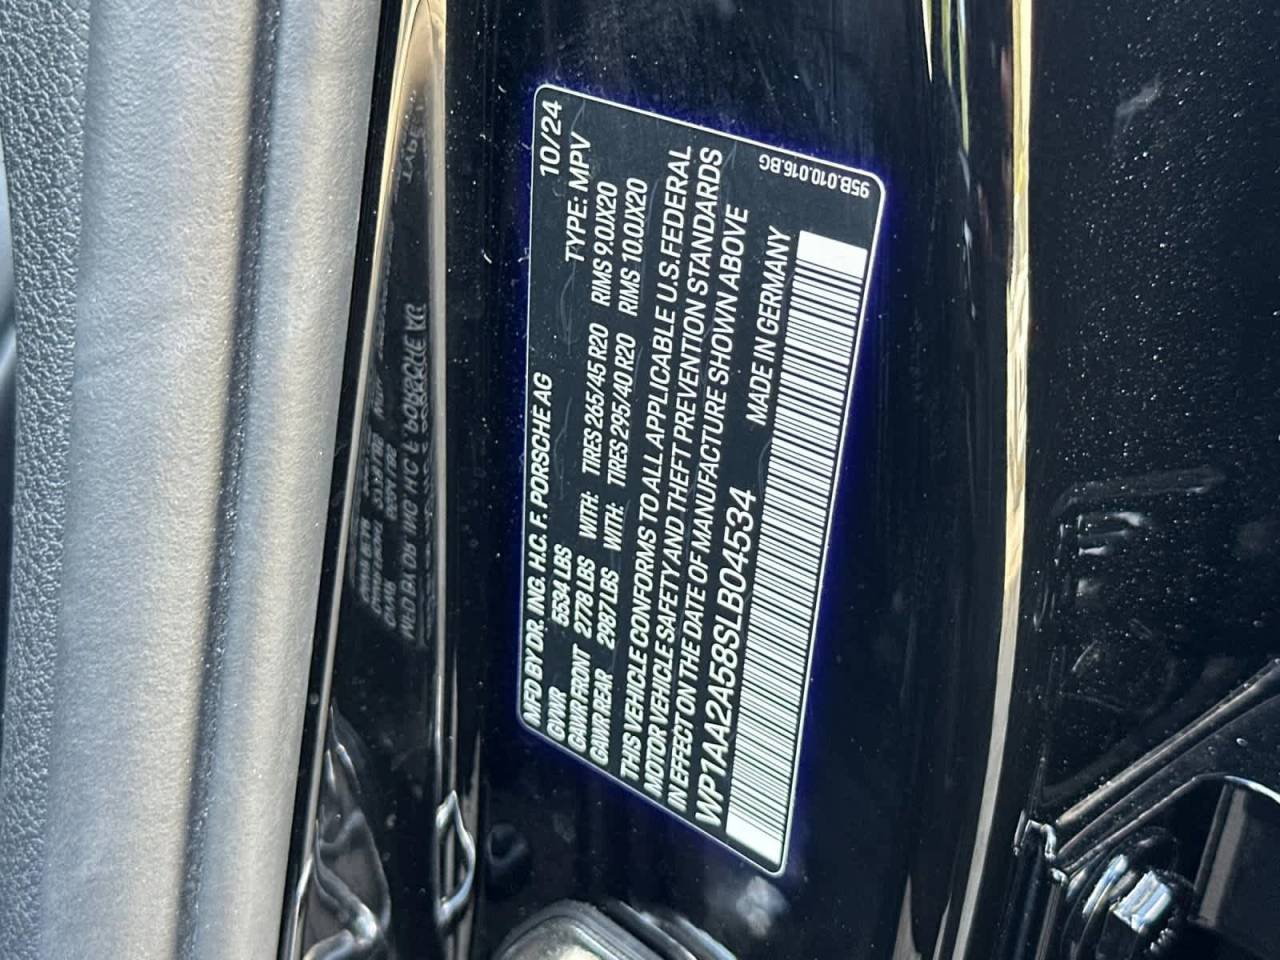 MFD BY DR. ING. H.C. F. PORSCHE AG 10/24
GVWR 5534 LBS TYPE: MPV
GAWR FRONT 2778 LBS WITH: TIRES 265/45 R20 RIMS 9.0JX20
GAWR REAR 2987 LBS WITH: TIRES 295/40 R20 RIMS 10.0JX20
THIS VEHICLE CONFORMS TO ALL APPLICABLE U.S. FEDERAL
MOTOR VEHICLE SAFETY AND THEFT PREVENTION STANDARDS
IN EFFECT ON THE DATE OF MANUFACTURE SHOWN ABOVE
WP1AA2A58SLB04534 MADE IN GERMANY
95B.010.016.BG